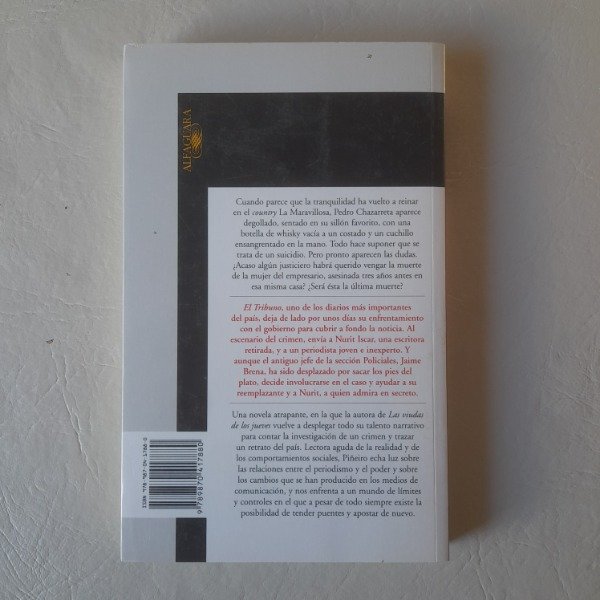 ALFAGUARA
Cuando parece que la tranquilidad ha vuelto a reinar
en el country La Maravillosa, Pedro Chazarreta aparece
degollado, sentado en su sillón favorito, con una
botella de whisky vacía a un costado y un cuchillo
ensangrentado en la mano. Todo hace suponer que se
trata de un suicidio. Pero pronto aparecen las dudas.
¿Acaso algún justiciero habrá querido vengar la muerte
de la mujer del empresario, asesinada tres años antes en
esa misma casa? ¿Será ésta la última muerte?
El Tribuno, uno de los diarios más importantes
del país, deja de lado por unos días su enfrentamiento
con el gobierno para cubrir a fondo la noticia. Al
escenario del crimen, envía a Nurit Iscar, una escritora
retirada, y a un periodista joven e inexperto. Y
aunque el antiguo jefe de la sección Policiales, Jaime
Brena, ha sido desplazado por sacar los pies del
plato, decide involucrarse en el caso y ayudar a su
reemplazante y a Nurit, a quien admira en secreto.
Una novela atrapante, en la que la autora de Las viudas
de los jueves vuelve a desplegar todo su talento narrativo
para contar la investigación de un crimen y trazar
un retrato del país. Lectora aguda de la realidad y de
los comportamientos sociales, Piñeiro echa luz sobre
las relaciones entre el periodismo y el poder y sobre
los cambios que se han producido en los medios de
comunicación, y nos enfrenta a un mundo de límites
y controles en el que a pesar de todo siempre existe la
posibilidad de tender puentes y apostar de nuevo.
ISBN 978-987-04-1798-0
9789870417980